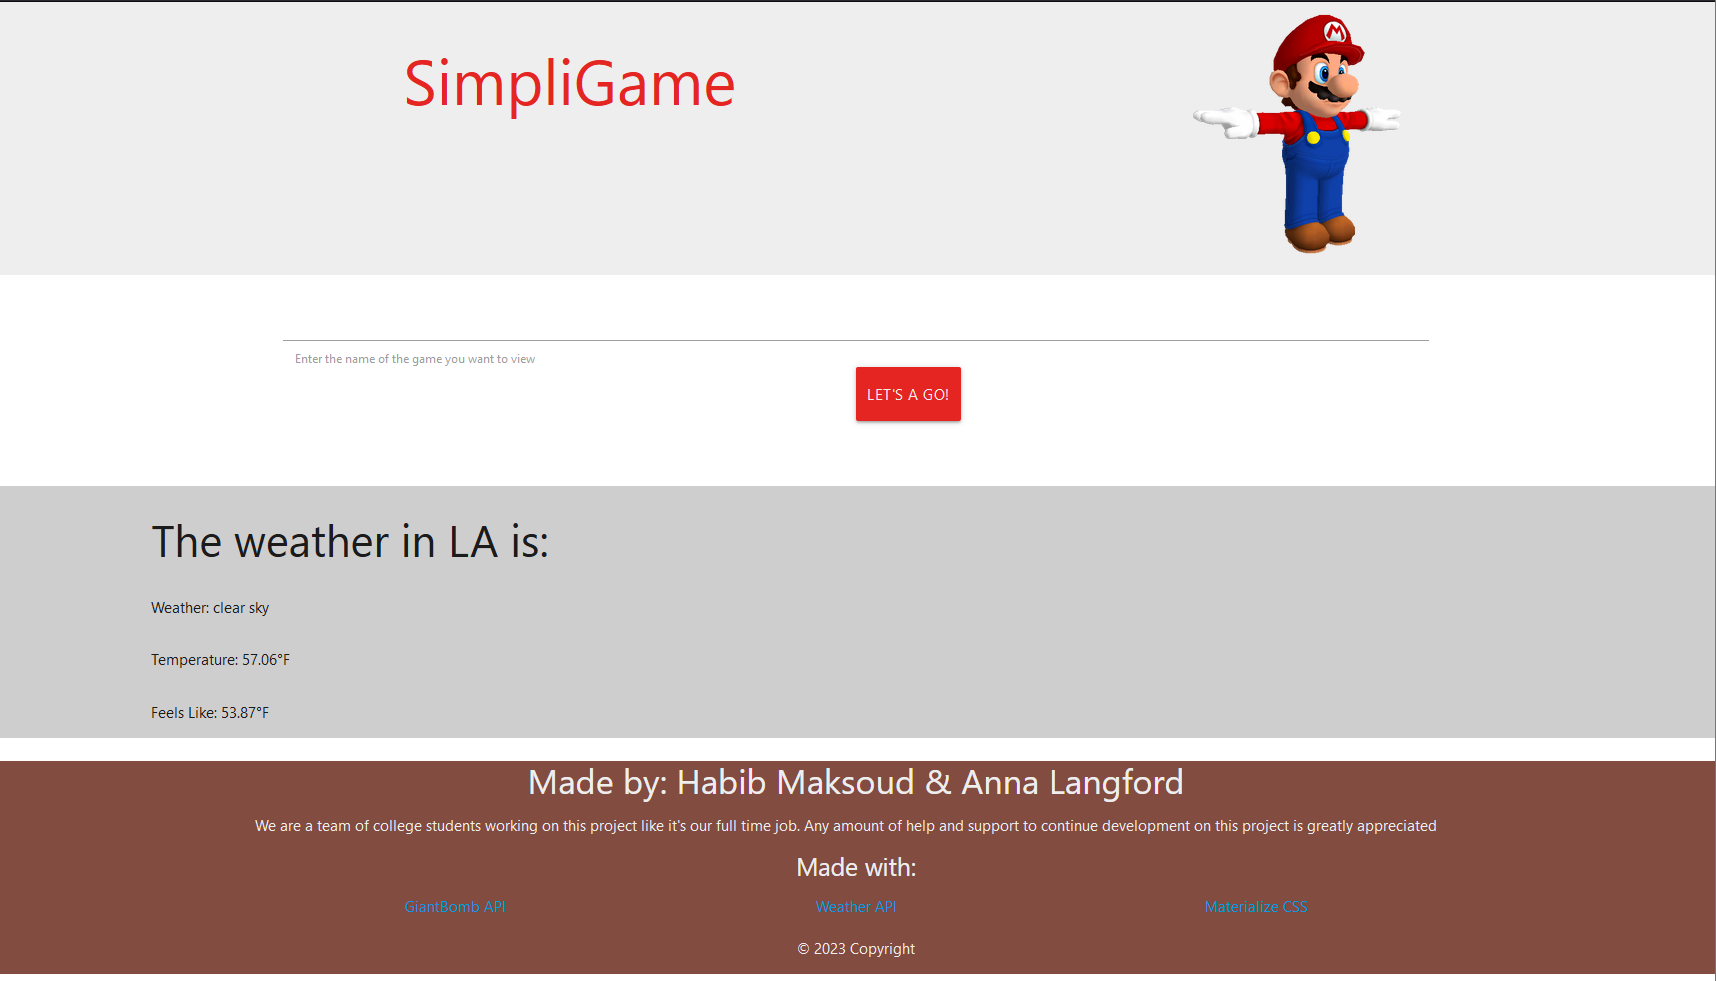 SimpliGame
M
Enter the name of the game you want to view
LET'S A GO!
The weather in LA is:
Weather: clear sky
Temperature: 57.06°F
Feels Like: 53.87°F
Made by: Habib Maksoud & Anna Langford
We are a team of college students working on this project like it's our full time job. Any amount of help and support to continue development on this project is greatly appreciated
Made with:
GiantBomb API
Weather API
Materialize CSS
© 2023 Copyright